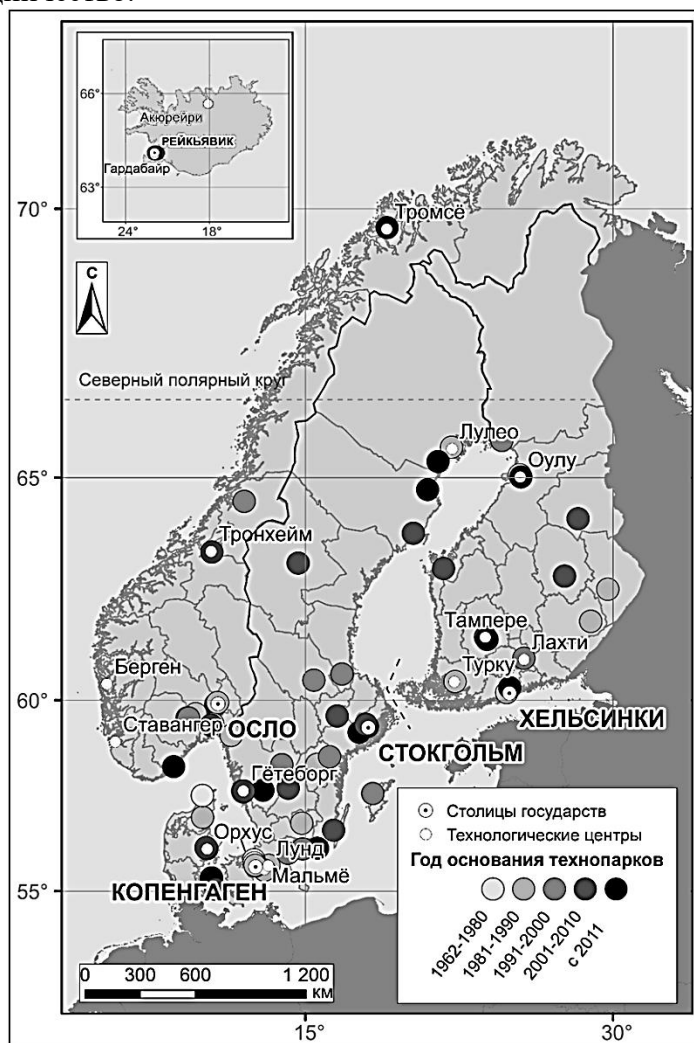 66°
Акюрейри
РЕЙКЬЯВИК
Гардабайр
63°
24°
18°
70°
Тромсё
С
Северный полярный круг
Лулео
65°
Оулу
Тронхейм
Тампере
Лахти
Берген
Турку
60°
Ставангер
ОСЛО
ХЕЛЬСИНКИ
СТОКГОЛЬМ
Гётеборг
Столицы государств
Технологические центры
Орхус
Лунд
Год основания технопарков
Мальмё
КОПЕНГАГЕН
55°
1962-1980
1981-1990
1991-2000
2001-2010
с 2011
0 300 600 1 200
км
15°
30°